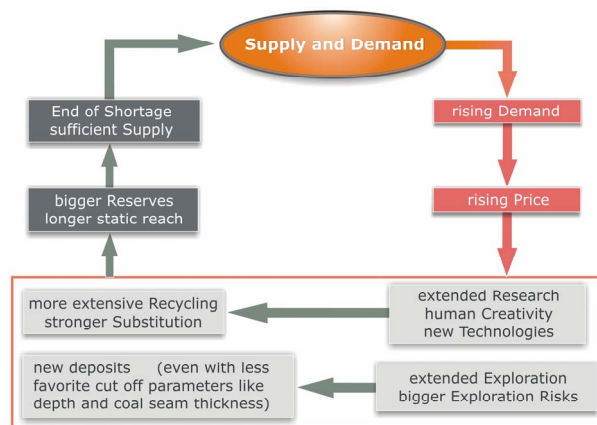 Supply and Demand
End of Shortage
sufficient Supply
rising Demand
bigger Reserves
longer static reach
rising Price
more extensive Recycling
stronger Substitution
extended Research
human Creativity
new Technologies
new deposits (even with less
favorite cut off parameters like
depth and coal seam thickness)
extended Exploration
bigger Exploration Risks